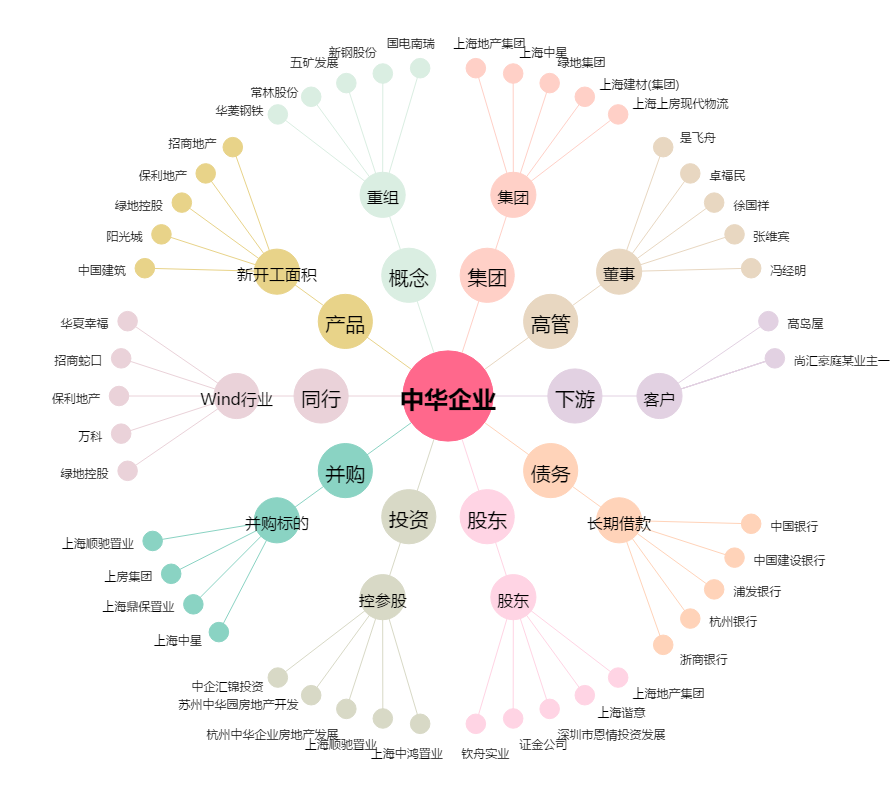 国电南瑞
上海地产集团
新钢股份
上海中星
五矿发展
绿地集团
常林股份
上海建材(集团)
华菱钢铁
上海上房现代物流
招商地产
是飞舟
保利地产
卓福民
重组
集团
绿地控股
徐国祥
阳光城
张维宾
中国建筑
冯经明
新开工面积
概念
集团
董事
华夏幸福
产品
高管
高岛屋
招商蛇口
尚汇豪庭某业主一
保利地产
Wind行业
同行
中华企业
下游
客户
万科
绿地控股
并购
债务
并购标的
投资
股东
长期借款
中国银行
上海顺驰置业
中国建设银行
上房集团
浦发银行
上海鼎保置业
控参股
股东
杭州银行
上海中星
浙商银行
中企汇锦投资
上海地产集团
苏州中华园房地产开发
上海谐意
杭州中华企业房地产发展
深圳市恩情投资发展
上海顺驰置业
证金公司
上海中鸿置业
钦舟实业